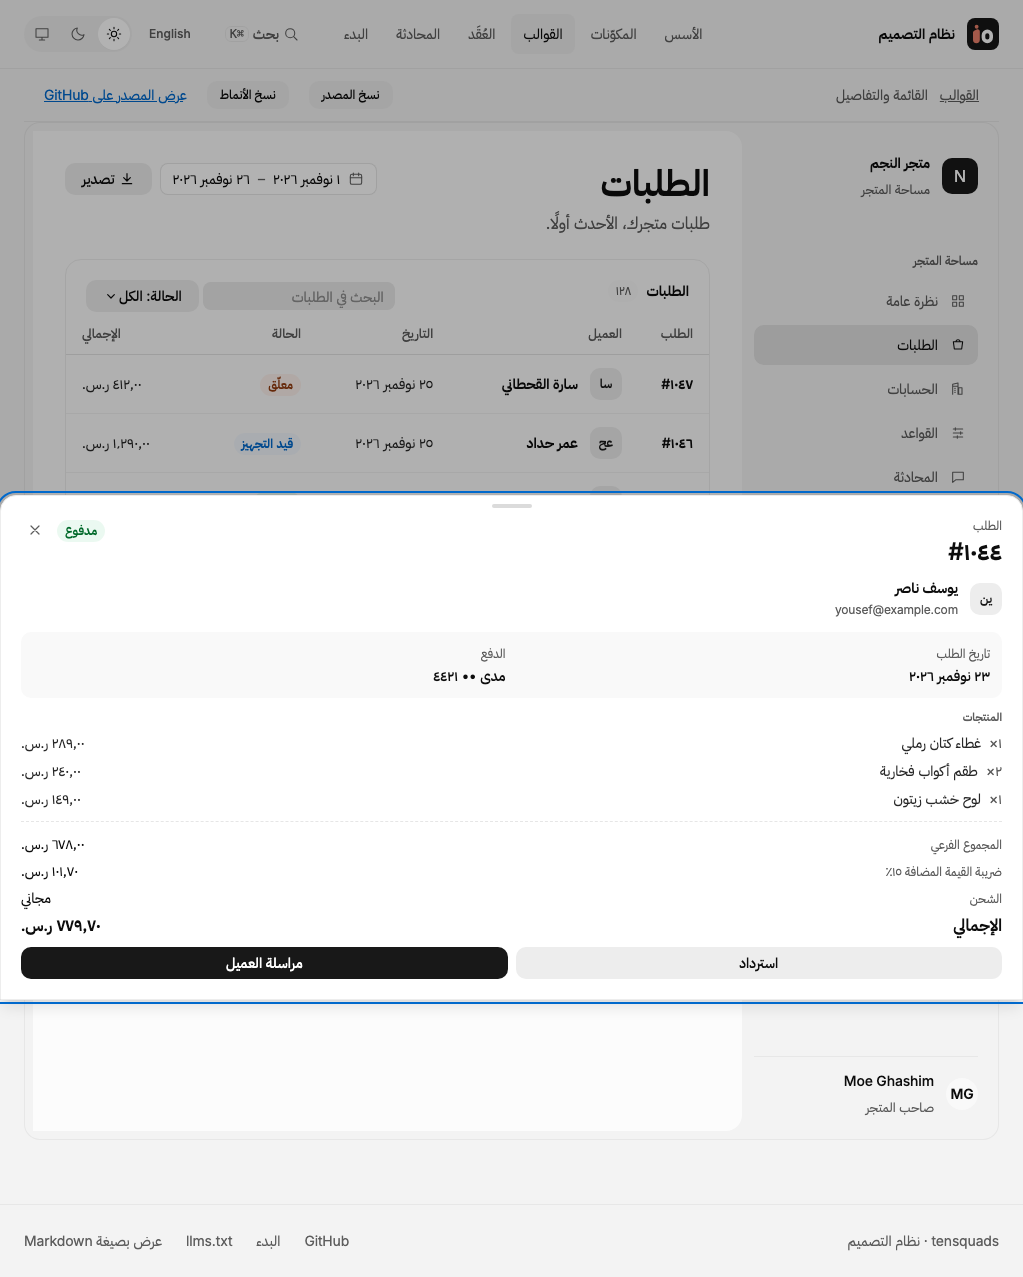 نظام التصميم
الأسس
المكوّنات
القوالب
العُقَد
المحادثة
البدء
بحث
⌘K
English
القوالب
القائمة والتفاصيل
نسخ المصدر
نسخ الأنماط
عرض المصدر على GitHub
N
متجر النجم
مساحة المتجر
مساحة المتجر
نظرة عامة
الطلبات
الحسابات
القواعد
المحادثة
الطلبات
طلبات متجرك، الأحدث أولًا.
١ نوفمبر ٢٠٢٦ – ٢٦ نوفمبر ٢٠٢٦
تصدير
الطلبات ١٢٨
البحث في الطلبات
الحالة: الكل
الطلب العميل التاريخ الحالة الإجمالي
#١٠٤٧ سا سارة القحطاني ٢٥ نوفمبر ٢٠٢٦ معلّق ٤١٢٫٠٠ ر.س.
#١٠٤٦ عح عمر حداد ٢٥ نوفمبر ٢٠٢٦ قيد التجهيز ١٬٢٩٠٫٠٠ ر.س.
الطلب
#١٠٤٤
مدفوع
ين
يوسف ناصر
yousef@example.com
تاريخ الطلب
٢٣ نوفمبر ٢٠٢٦
الدفع
مدى •• ٤٤٢١
المنتجات
١× غطاء كتان رملي ٢٨٩٫٠٠ ر.س.
٢× طقم أكواب فخارية ٢٤٠٫٠٠ ر.س.
١× لوح خشب زيتون ١٤٩٫٠٠ ر.س.
المجموع الفرعي ٦٧٨٫٠٠ ر.س.
ضريبة القيمة المضافة ١٥٪ ١٠١٫٧٠ ر.س.
الشحن مجاني
الإجمالي ٧٧٩٫٧٠ ر.س.
استرداد
مراسلة العميل
MG
Moe Ghashim
صاحب المتجر
tensquads · نظام التصميم
GitHub
البدء
llms.txt
عرض بصيغة Markdown